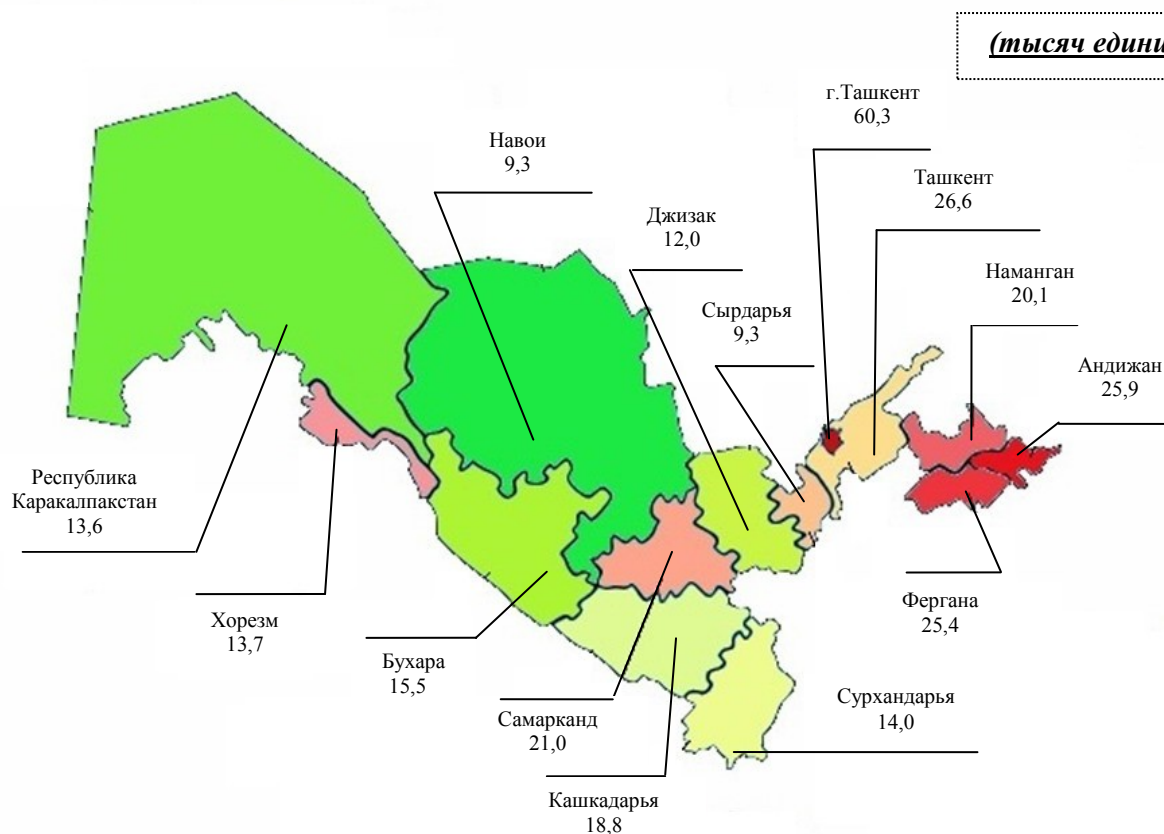 (тысяч едини
г.Ташкент
60,3
Навои
9,3
Ташкент
26,6
Джизак
12,0
Наманган
20,1
Сырдарья
9,3
Андижан
25,9
Республика
Каракалпакстан
13,6
Хорезм
13,7
Фергана
25,4
Бухара
15,5
Сурхандарья
14,0
Самарканд
21,0
Кашкадарья
18,8